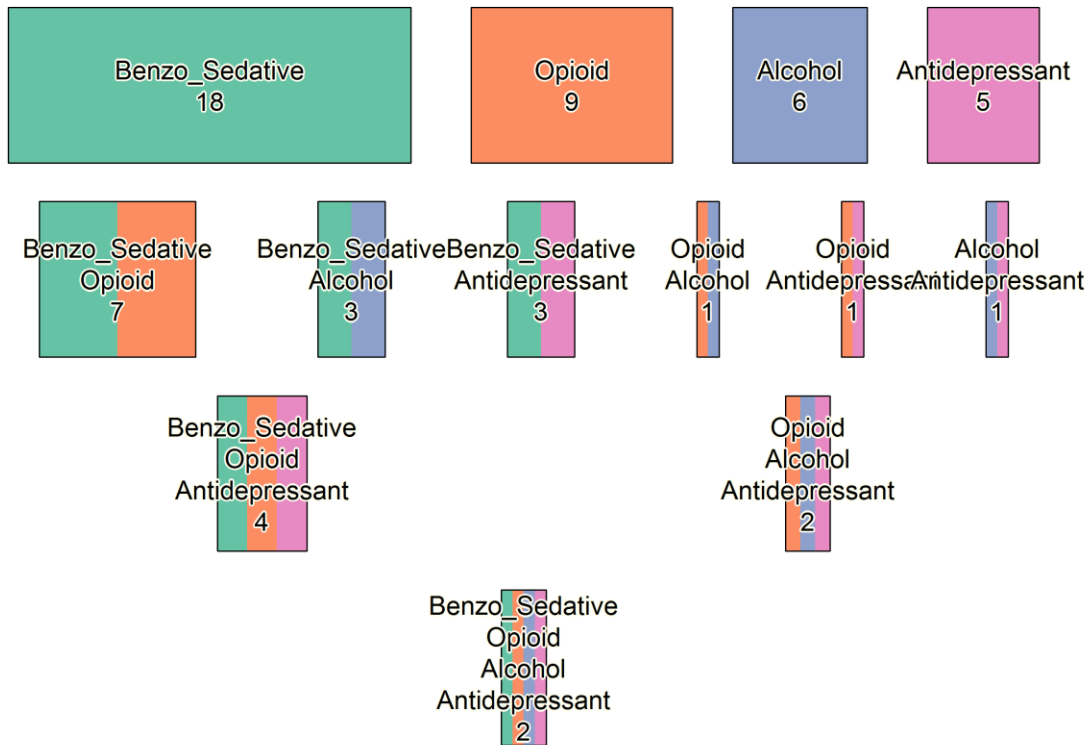 Benzo_Sedative
18
Opioid
9
Alcohol
6
Antidepressant
5
Benzo_Sedative
Opioid
7
Benzo_Sedative
Alcohol
3
Benzo_Sedative
Antidepressant
3
Opioid
Alcohol
1
Opioid
Antidepressant
1
Alcohol
Antidepressant
1
Benzo_Sedative
Opioid
Antidepressant
4
Opioid
Alcohol
Antidepressant
2
Benzo_Sedative
Opioid
Alcohol
Antidepressant
2